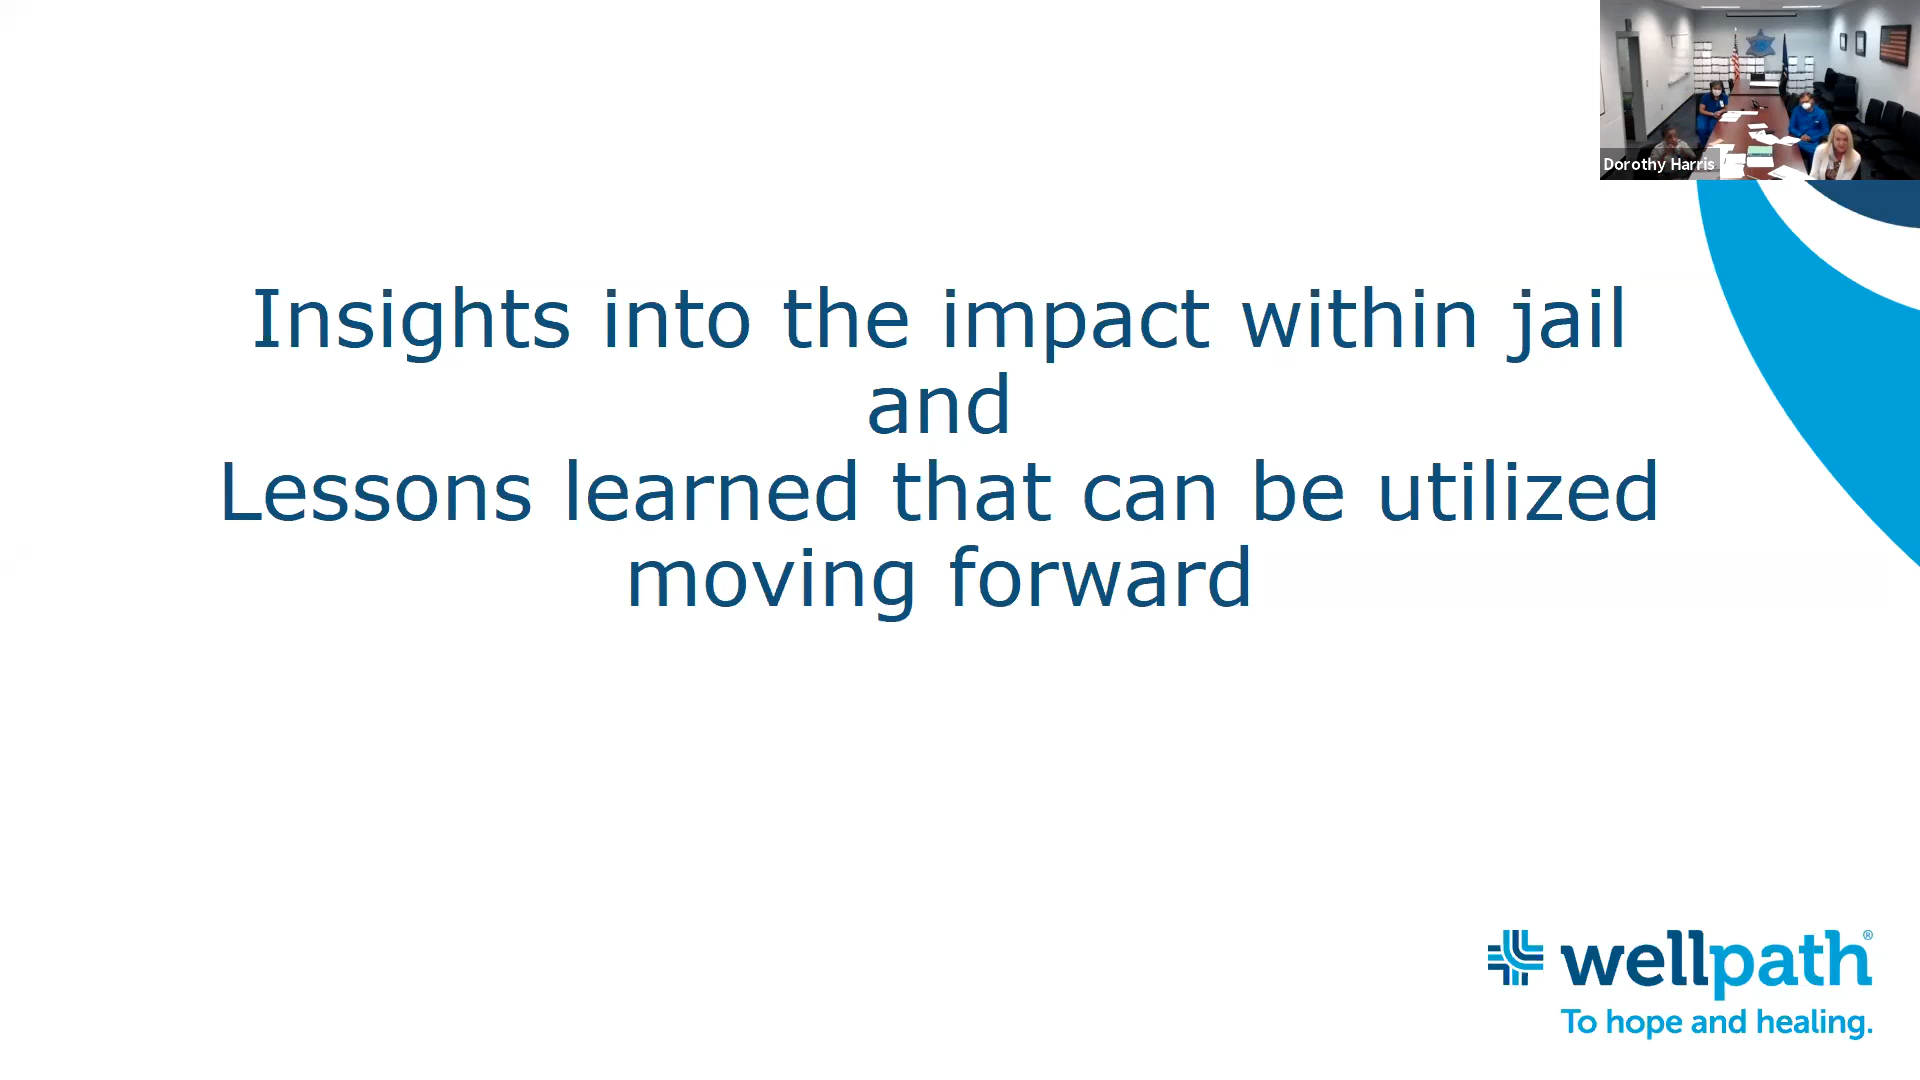 Dorothy Harris
Insights into the impact within jail
and
Lessons learned that can be utilized
moving forward
wellpath®
To hope and healing.